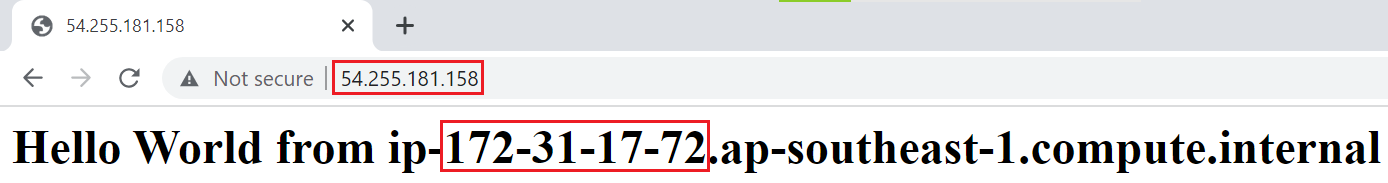 54.255.181.158
Not secure 54.255.181.158
Hello World from ip-172-31-17-72.ap-southeast-1.compute.internal